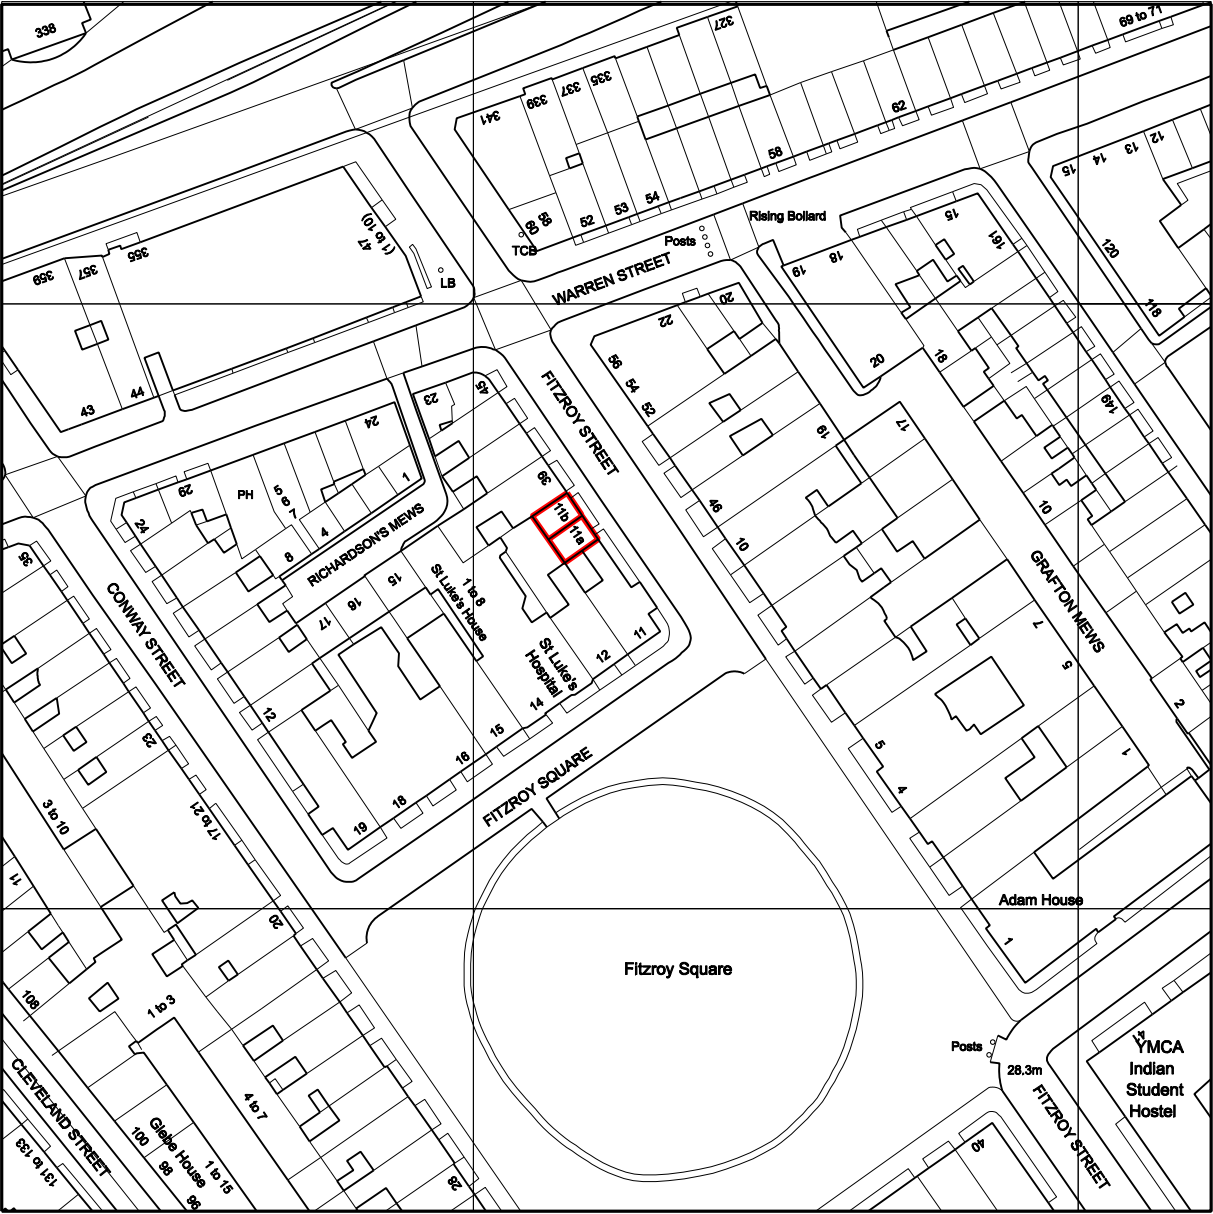 338
327
69 to 71
335
337
339
341
62
58
12
13
14
15
54
53
52
59
60
TCB
Posts
Rising Bollard
15
161
120
118
47
(1 to 10)
LB
355
357
359
WARREN STREET
18
19
20
22
20
18
56
54
52
43
44
FITZROY STREET
45
23
24
1
149
17
19
39
29
PH
5
6
7
4
8
24
RICHARDSON'S MEWS
11b
11a
46
10
10
35
CONWAY STREET
15
16
17
1 to 8
St Luke's House
St Luke's
Hospital
GRAFTON MEWS
7
5
2
1
11
12
14
15
16
18
19
12
FITZROY SQUARE
5
4
23
17 to 21
3 to 10
11
20
Adam House
1
Fitzroy Square
108
1 to 3
Posts
28.3m
4
YMCA
Indian
Student
Hostel
FITZROY STREET
CLEVELAND STREET
4 to 7
Glebe House
1 to 15
100
98
96
131 to 133
28
40